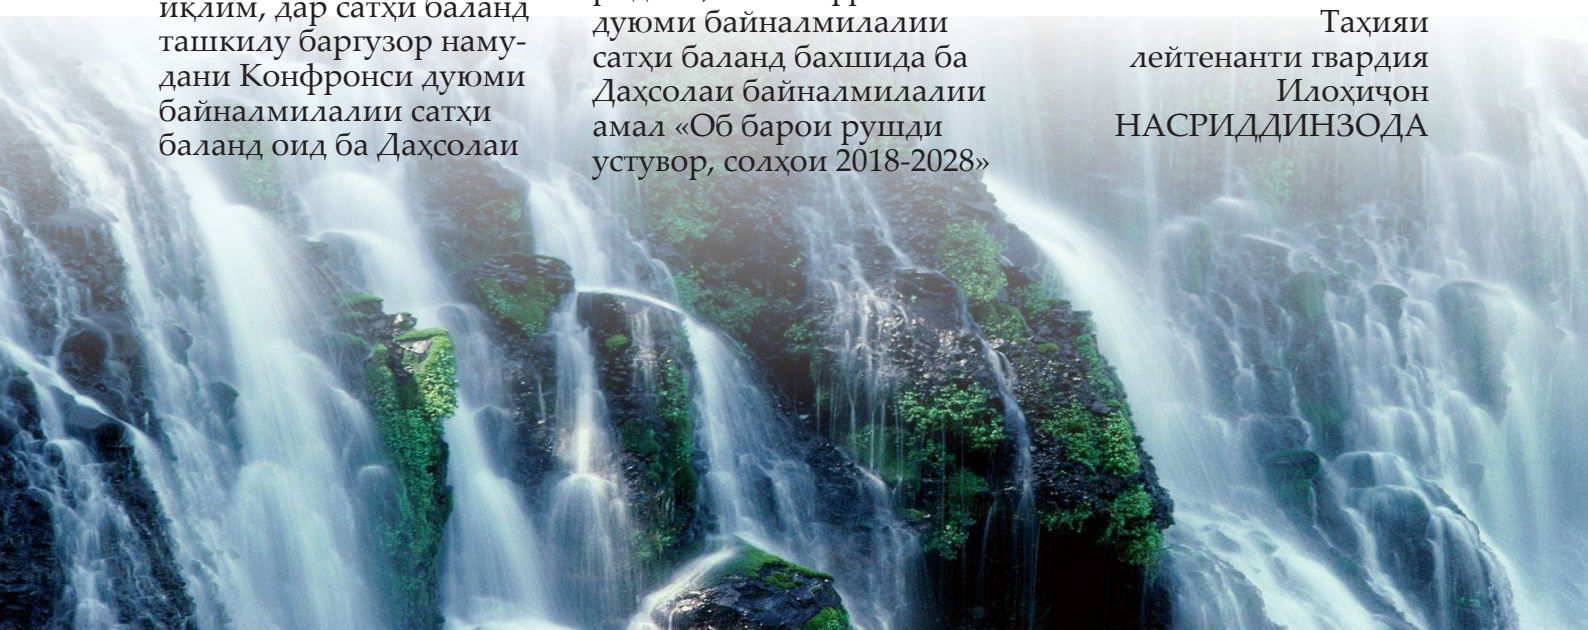 иқлим, дар сатҳи баланд
ташкилу баргузор наму-
дани Конфронси дуюми
байналмилалии сатҳи
баланд оид ба Даҳсолаи
дуюми байналмилалии
сатҳи баланд бахшида ба
Даҳсолаи байналмилалии
амал «Об барои рушди
устувор, солҳои 2018-2028»
Таҳияи
лейтенанти гвардия
Илоҳиҷон
НАСРИДДИНЗОДА